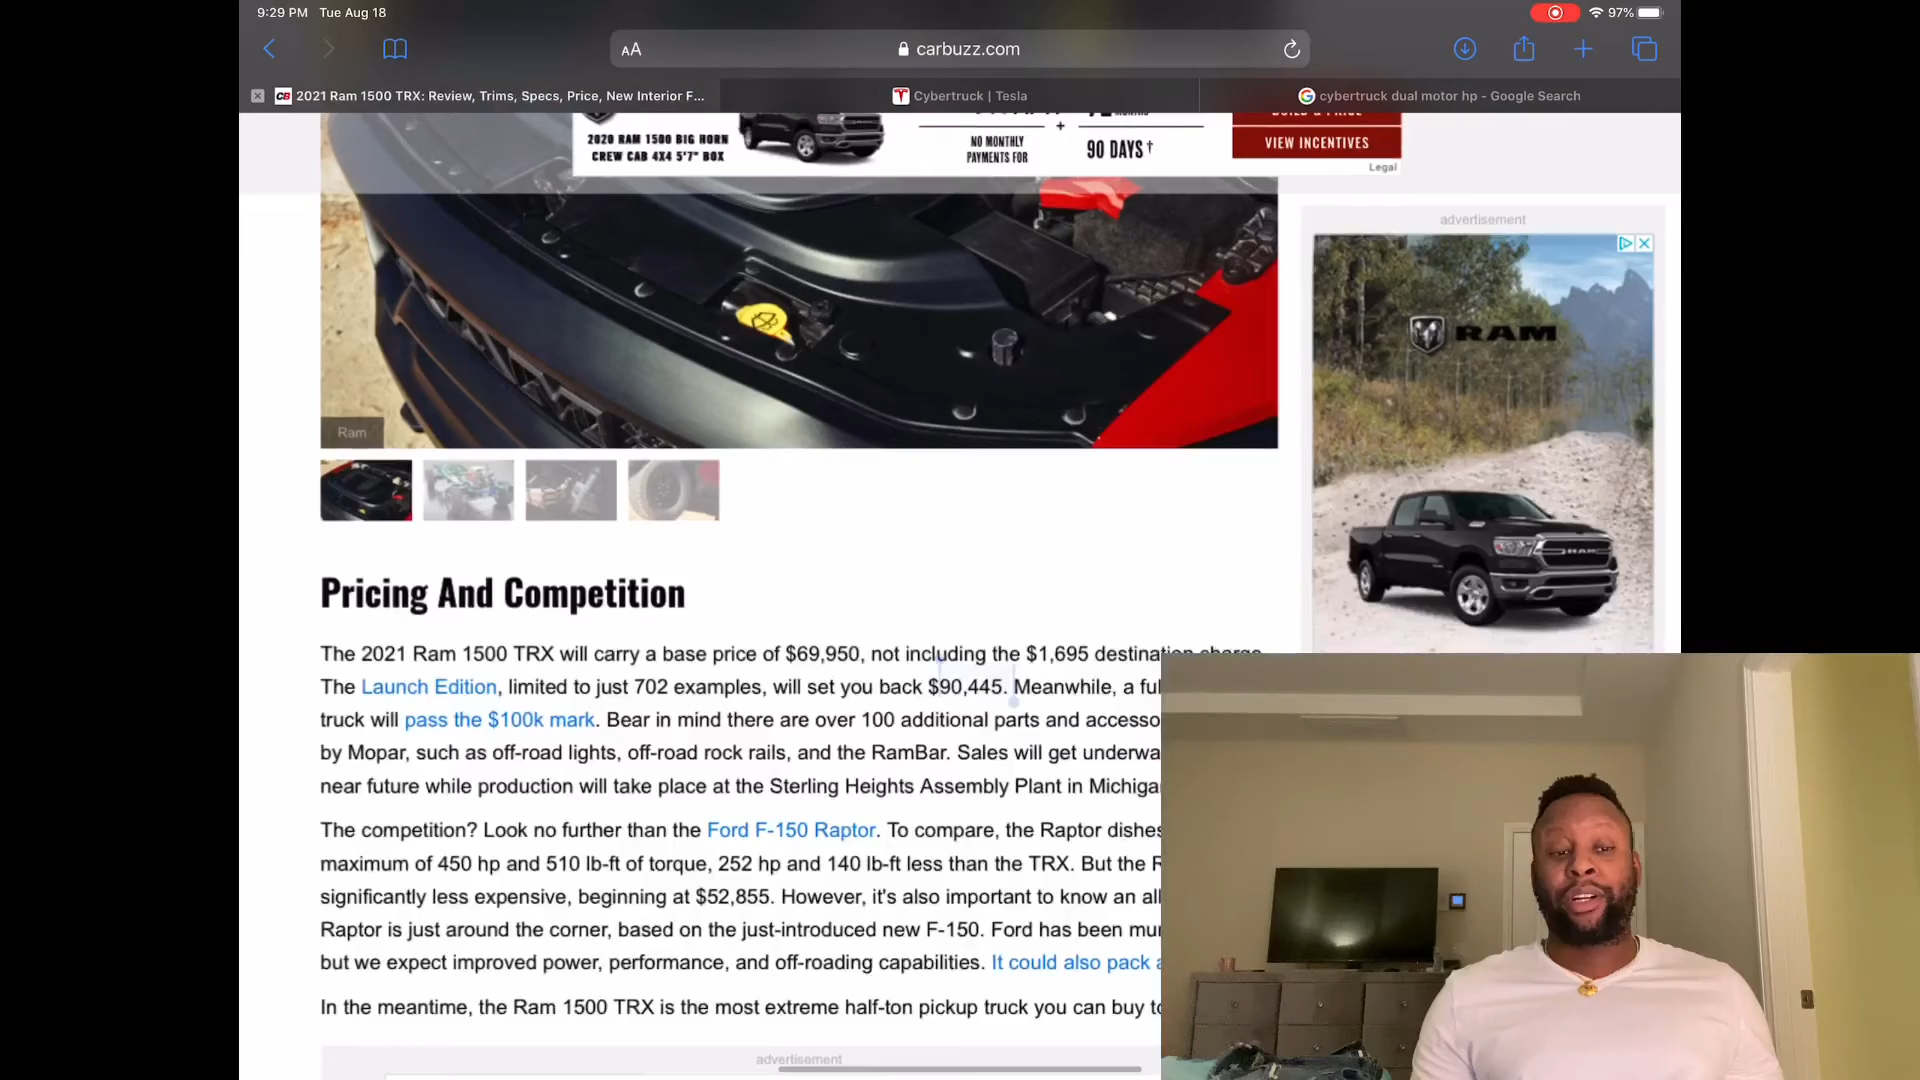 9:29 PM Tue Aug 18
97%
AA
carbuzz.com
CB 2021 Ram 1500 TRX: Review, Trims, Specs, Price, New Interior F...
Cybertruck | Tesla
cybertruck dual motor hp - Google Search
2020 RAM 1500 BIG HORN
CREW CAB 4X4 5'7" BOX
NO MONTHLY
PAYMENTS FOR
+
90 DAYS †
VIEW INCENTIVES
Legal
advertisement
RAM
Ram
Pricing And Competition
The 2021 Ram 1500 TRX will carry a base price of $69,950, not including the $1,695 destination charge.
The Launch Edition, limited to just 702 examples, will set you back $90,445. Meanwhile, a ful
truck will pass the $100k mark. Bear in mind there are over 100 additional parts and accesso
by Mopar, such as off-road lights, off-road rock rails, and the RamBar. Sales will get underwa
near future while production will take place at the Sterling Heights Assembly Plant in Michiga
The competition? Look no further than the Ford F-150 Raptor. To compare, the Raptor dishes
maximum of 450 hp and 510 lb-ft of torque, 252 hp and 140 lb-ft less than the TRX. But the R
significantly less expensive, beginning at $52,855. However, it's also important to know an all
Raptor is just around the corner, based on the just-introduced new F-150. Ford has been mu
but we expect improved power, performance, and off-roading capabilities. It could also pack a
In the meantime, the Ram 1500 TRX is the most extreme half-ton pickup truck you can buy to
advertisement